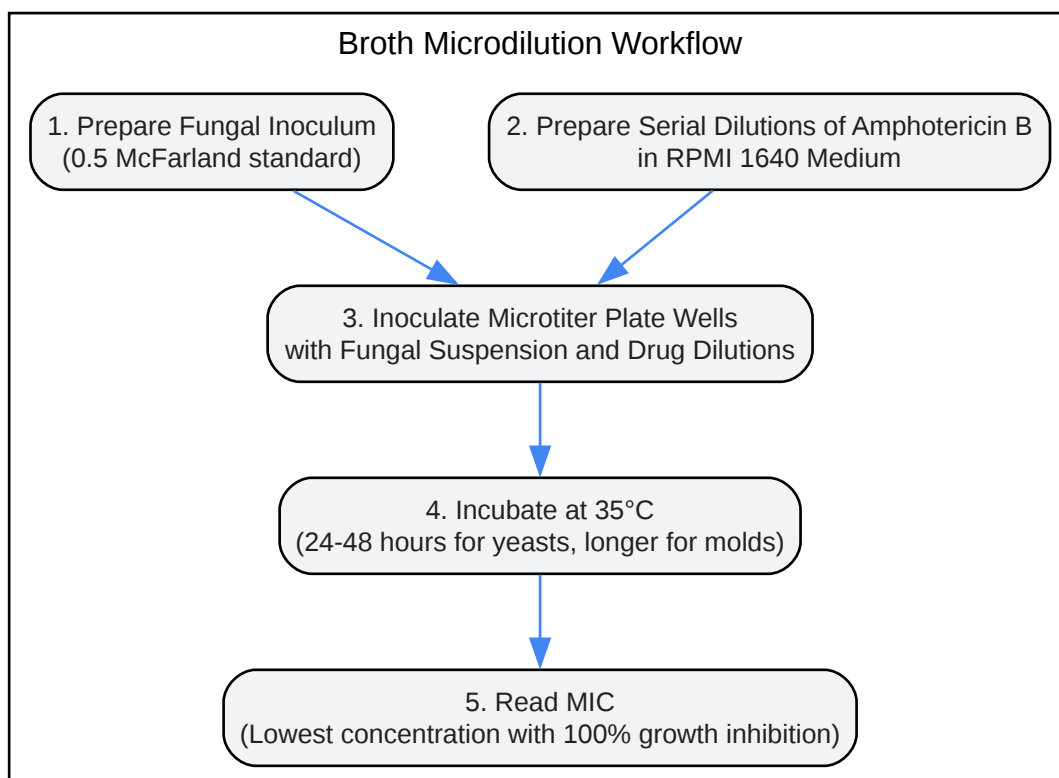 Broth Microdilution Workflow
1. Prepare Fungal Inoculum
(0.5 McFarland standard)
2. Prepare Serial Dilutions of Amphotericin B
in RPMI 1640 Medium
3. Inoculate Microtiter Plate Wells
with Fungal Suspension and Drug Dilutions
4. Incubate at 35°C
(24-48 hours for yeasts, longer for molds)
5. Read MIC
(Lowest concentration with 100% growth inhibition)